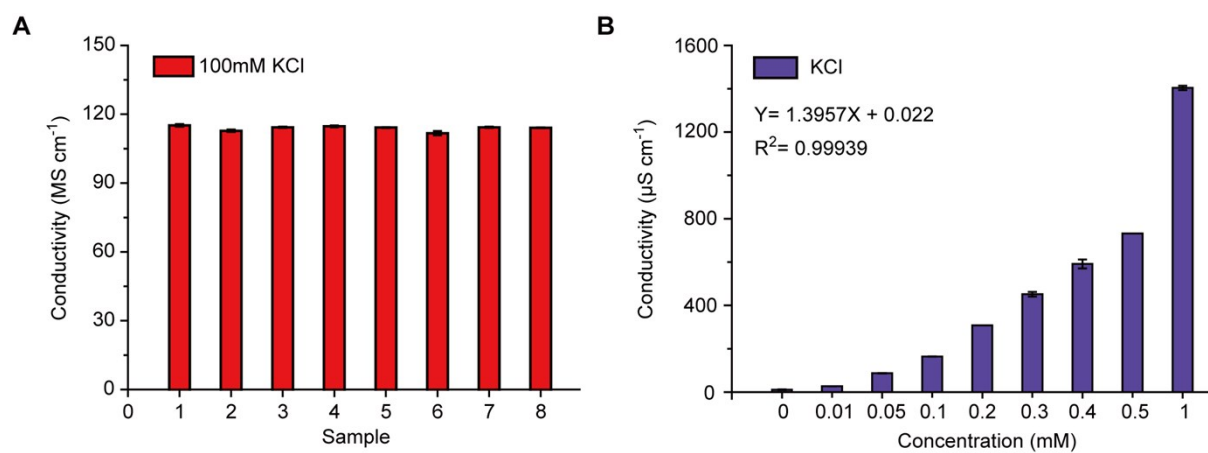 A
150
120
90
60
30
0
Conductivity (MS cm⁻¹)
100mM KCl
0 1 2 3 4 5 6 7 8
Sample
B
1600
1200
800
400
0
Conductivity (µS cm⁻¹)
KCl
Y= 1.3957X + 0.022
R²= 0.99939
0 0.01 0.05 0.1 0.2 0.3 0.4 0.5 1
Concentration (mM)